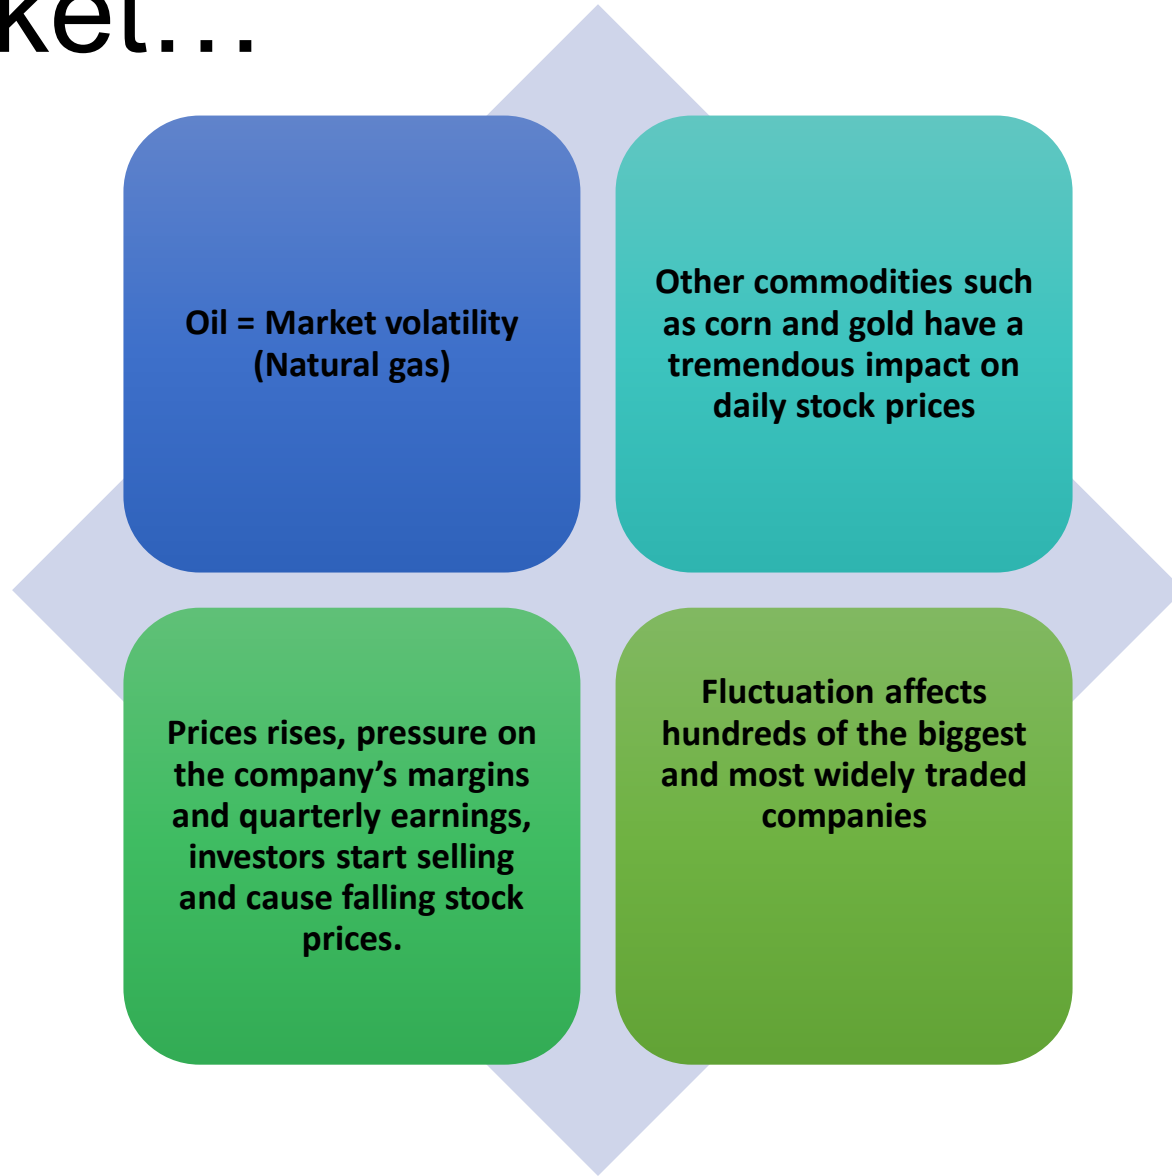 ket…
Oil = Market volatility
(Natural gas)
Other commodities such
as corn and gold have a
tremendous impact on
daily stock prices
Prices rises, pressure on
the company’s margins
and quarterly earnings,
investors start selling
and cause falling stock
prices.
Fluctuation affects
hundreds of the biggest
and most widely traded
companies